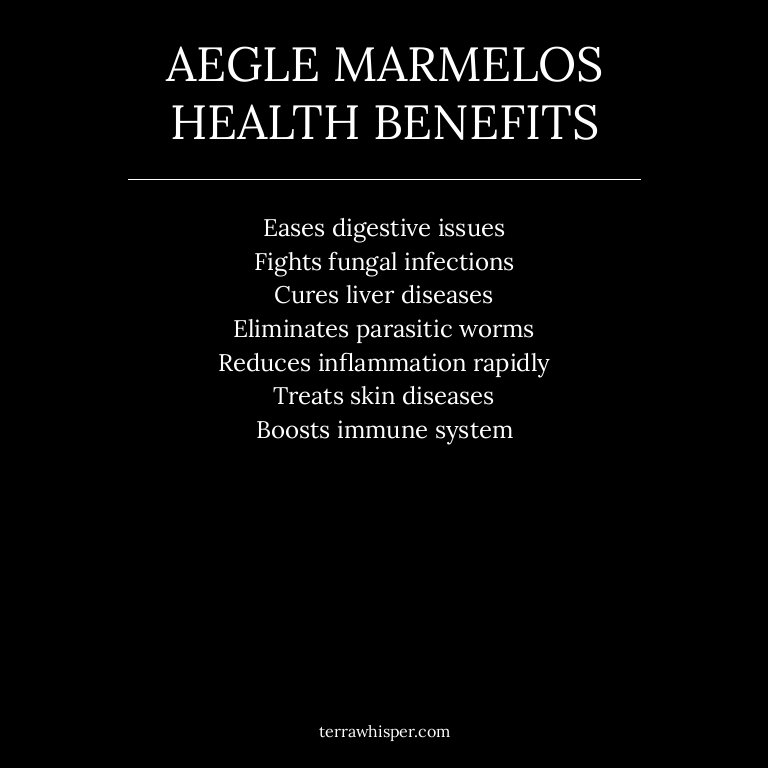 AEGLE MARMELOS
HEALTH BENEFITS
Eases digestive issues
Fights fungal infections
Cures liver diseases
Eliminates parasitic worms
Reduces inflammation rapidly
Treats skin diseases
Boosts immune system
terrawhisper.com